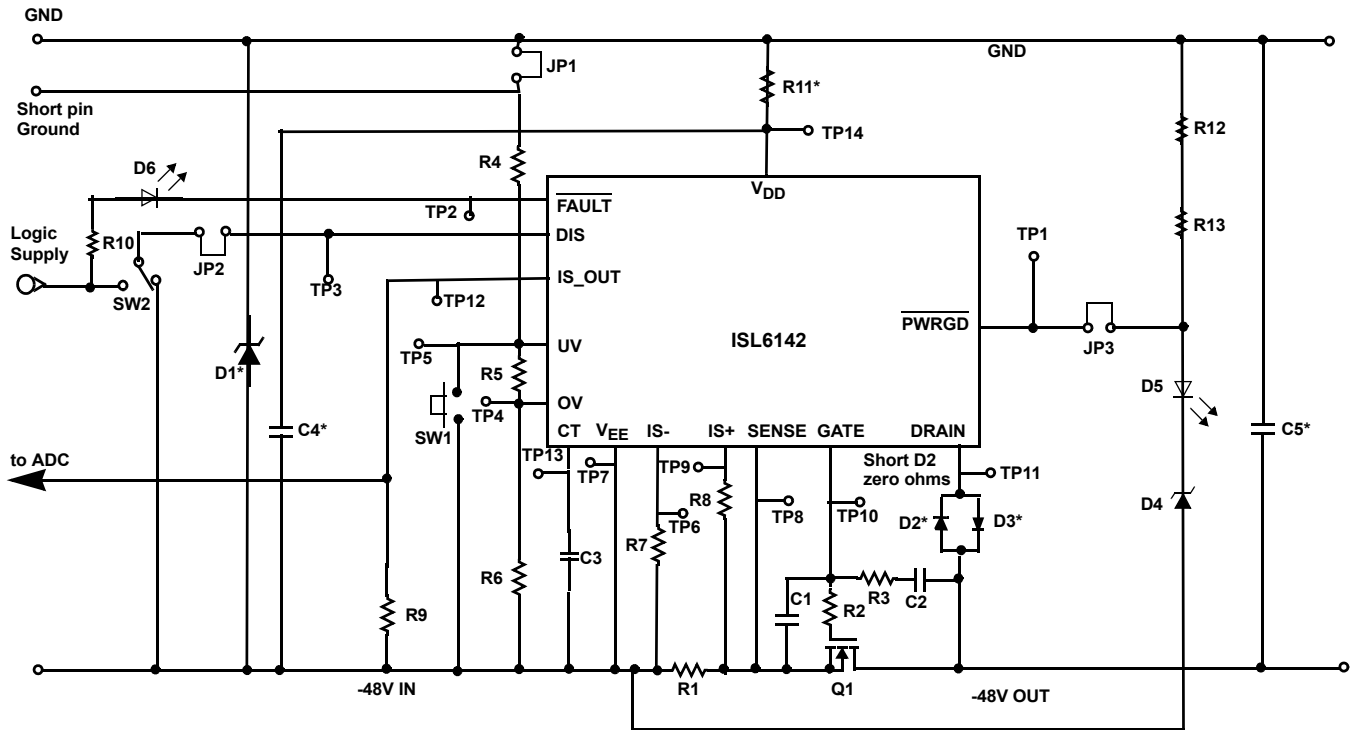 GND
JP1
GND
R11*
Short pin
Ground
TP14
R12
R4
D6
V_DD
FAULT
TP2
R10
Logic
Supply
DIS
JP2
TP1
R13
IS_OUT
TP3
SW2
TP12
PWRGD
ISL6142
UV
JP3
TP5
D1*
R5
D5
TP4
OV
C4*
SW1
CT
V_EE
IS-
IS+
SENSE
GATE
DRAIN
C5*
to ADC
TP13
TP7
TP9
Short D2
zero ohms
TP11
R8
D4
TP6
TP8
TP10
D2*
D3*
R7
C3
R6
C1
R3
C2
R2
R9
-48V IN
R1
Q1
-48V OUT